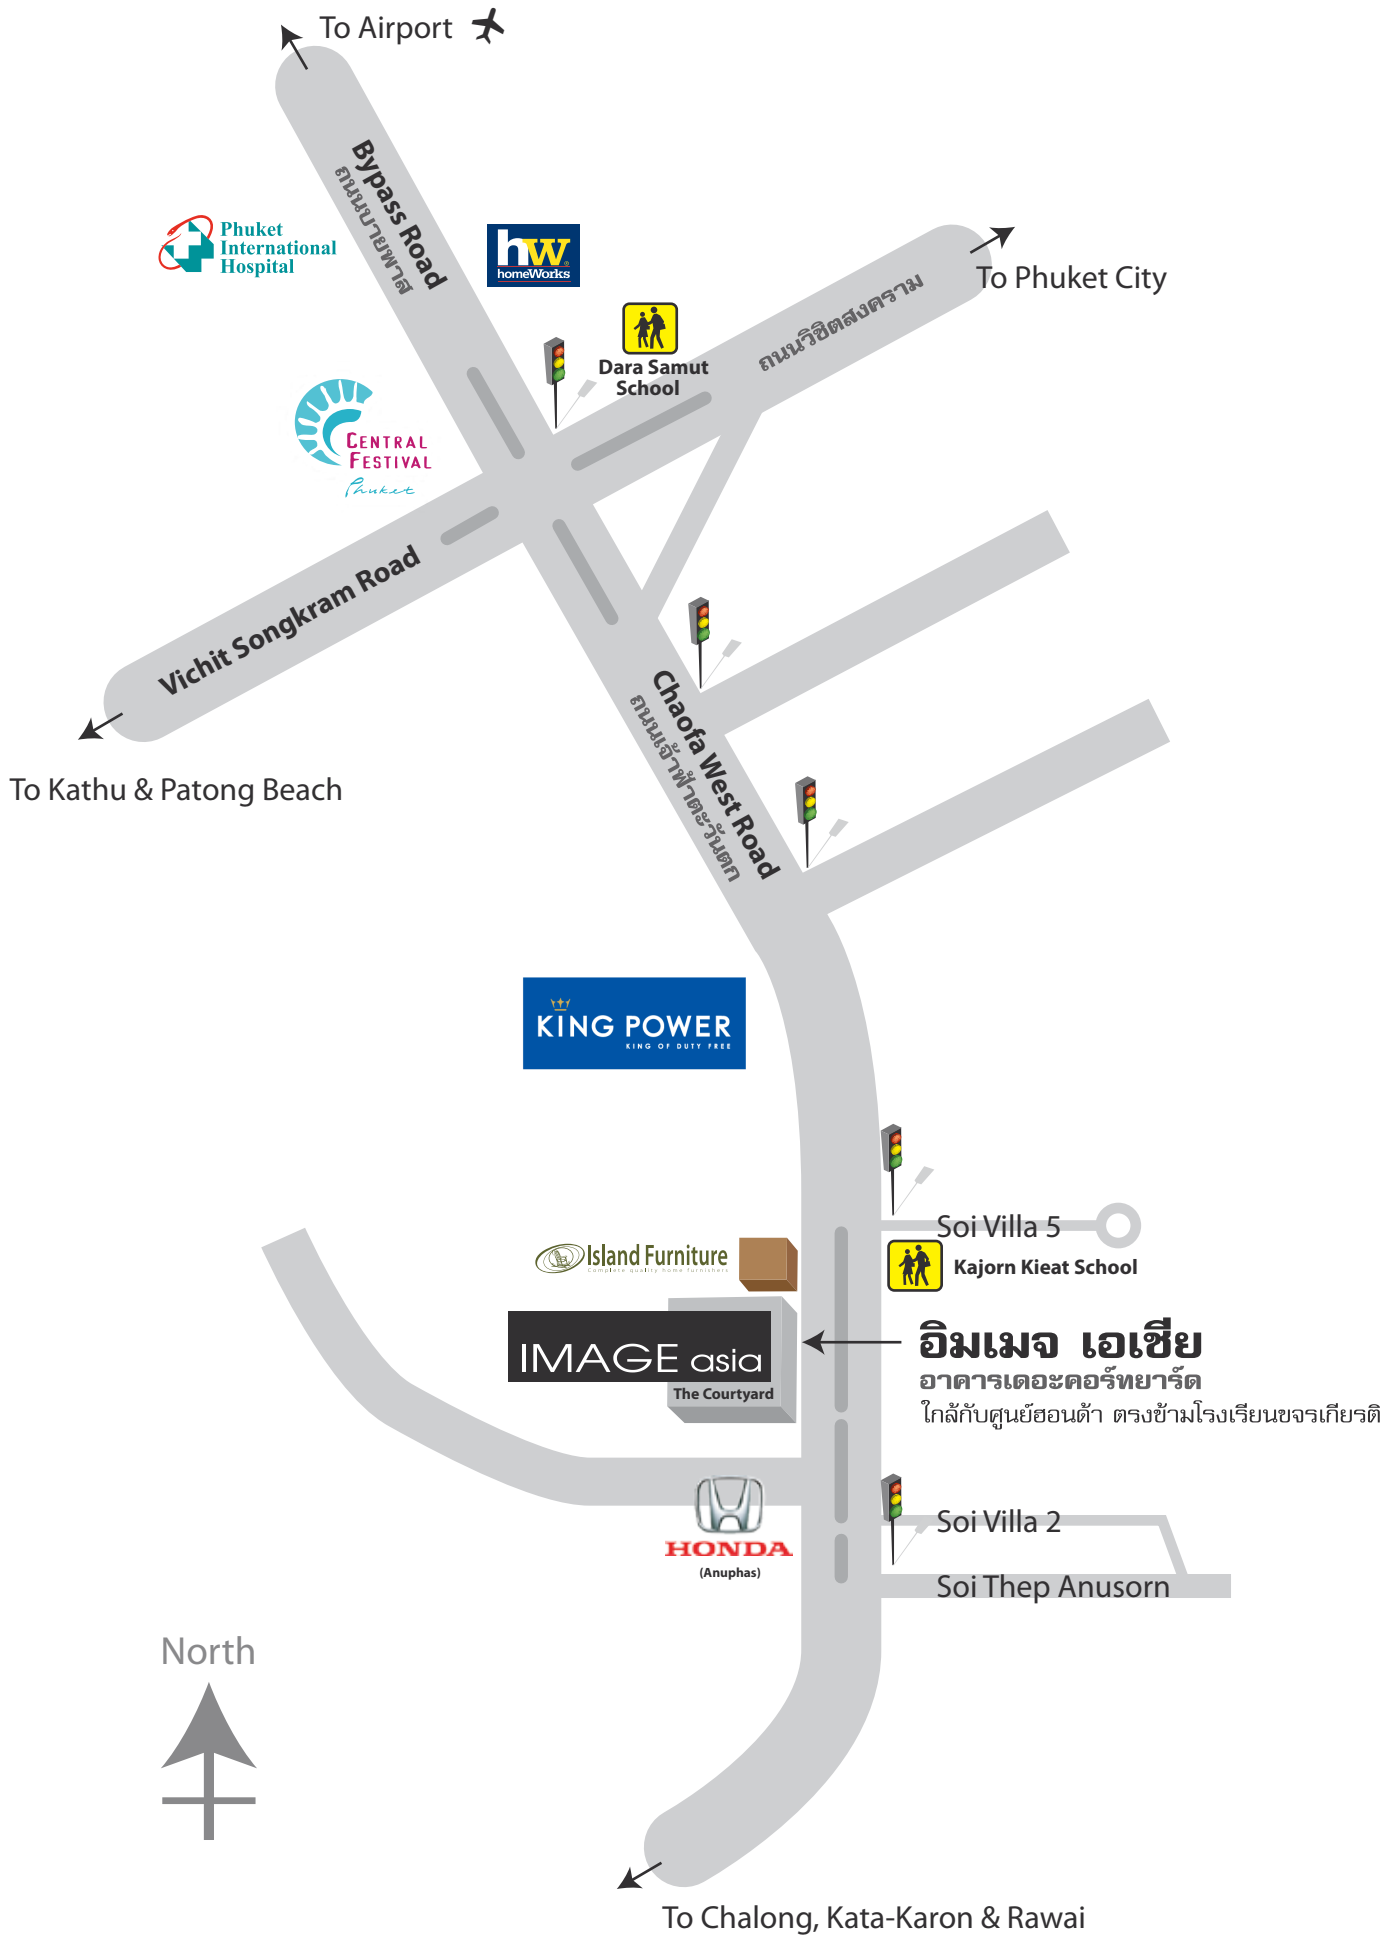 To Airport
Bypass Road
ถนนบายพาส
Phuket
International
Hospital
hw
homeWorks
To Phuket City
ถนนวิชิตสงคราม
Dara Samut
School
CENTRAL
FESTIVAL
Phuket
Vichit Songkram Road
To Kathu & Patong Beach
Chaofa West Road
ถนนเจ้าฟ้าตะวันตก
KING POWER
KING OF DUTY FREE
Soi Villa 5
Island Furniture
Complete quality home furnishers
Kajorn Kieat School
IMAGE asia
The Courtyard
อิมเมจ เอเชีย
อาคารเดอะคอร์ทยาร์ด
ใกล้กับศูนย์ฮอนด้า ตรงข้ามโรงเรียนขจรเกียรติ
HONDA
(Anuphas)
Soi Villa 2
Soi Thep Anusorn
North
To Chalong, Kata-Karon & Rawai